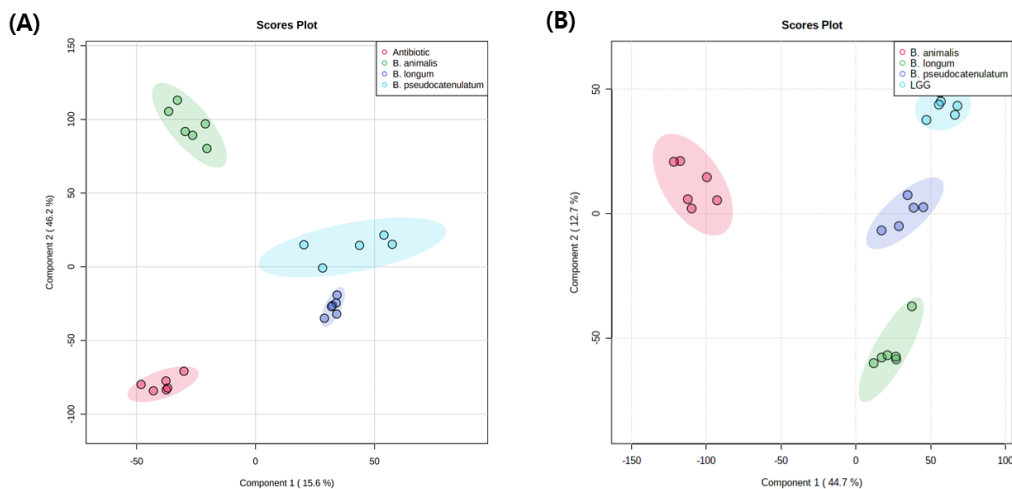 (A)
Scores Plot
Antibiotic
B. animalis
B. longum
B. pseudocatenulatum
150
100
50
0
-50
-100
Component 2 ( 46.2 %)
-50
0
50
Component 1 ( 15.6 %)
(B)
Scores Plot
B. animalis
B. longum
B. pseudocatenulatum
LGG
50
0
-50
Component 2 ( 12.7 %)
-150
-100
-50
0
50
100
Component 1 ( 44.7 %)